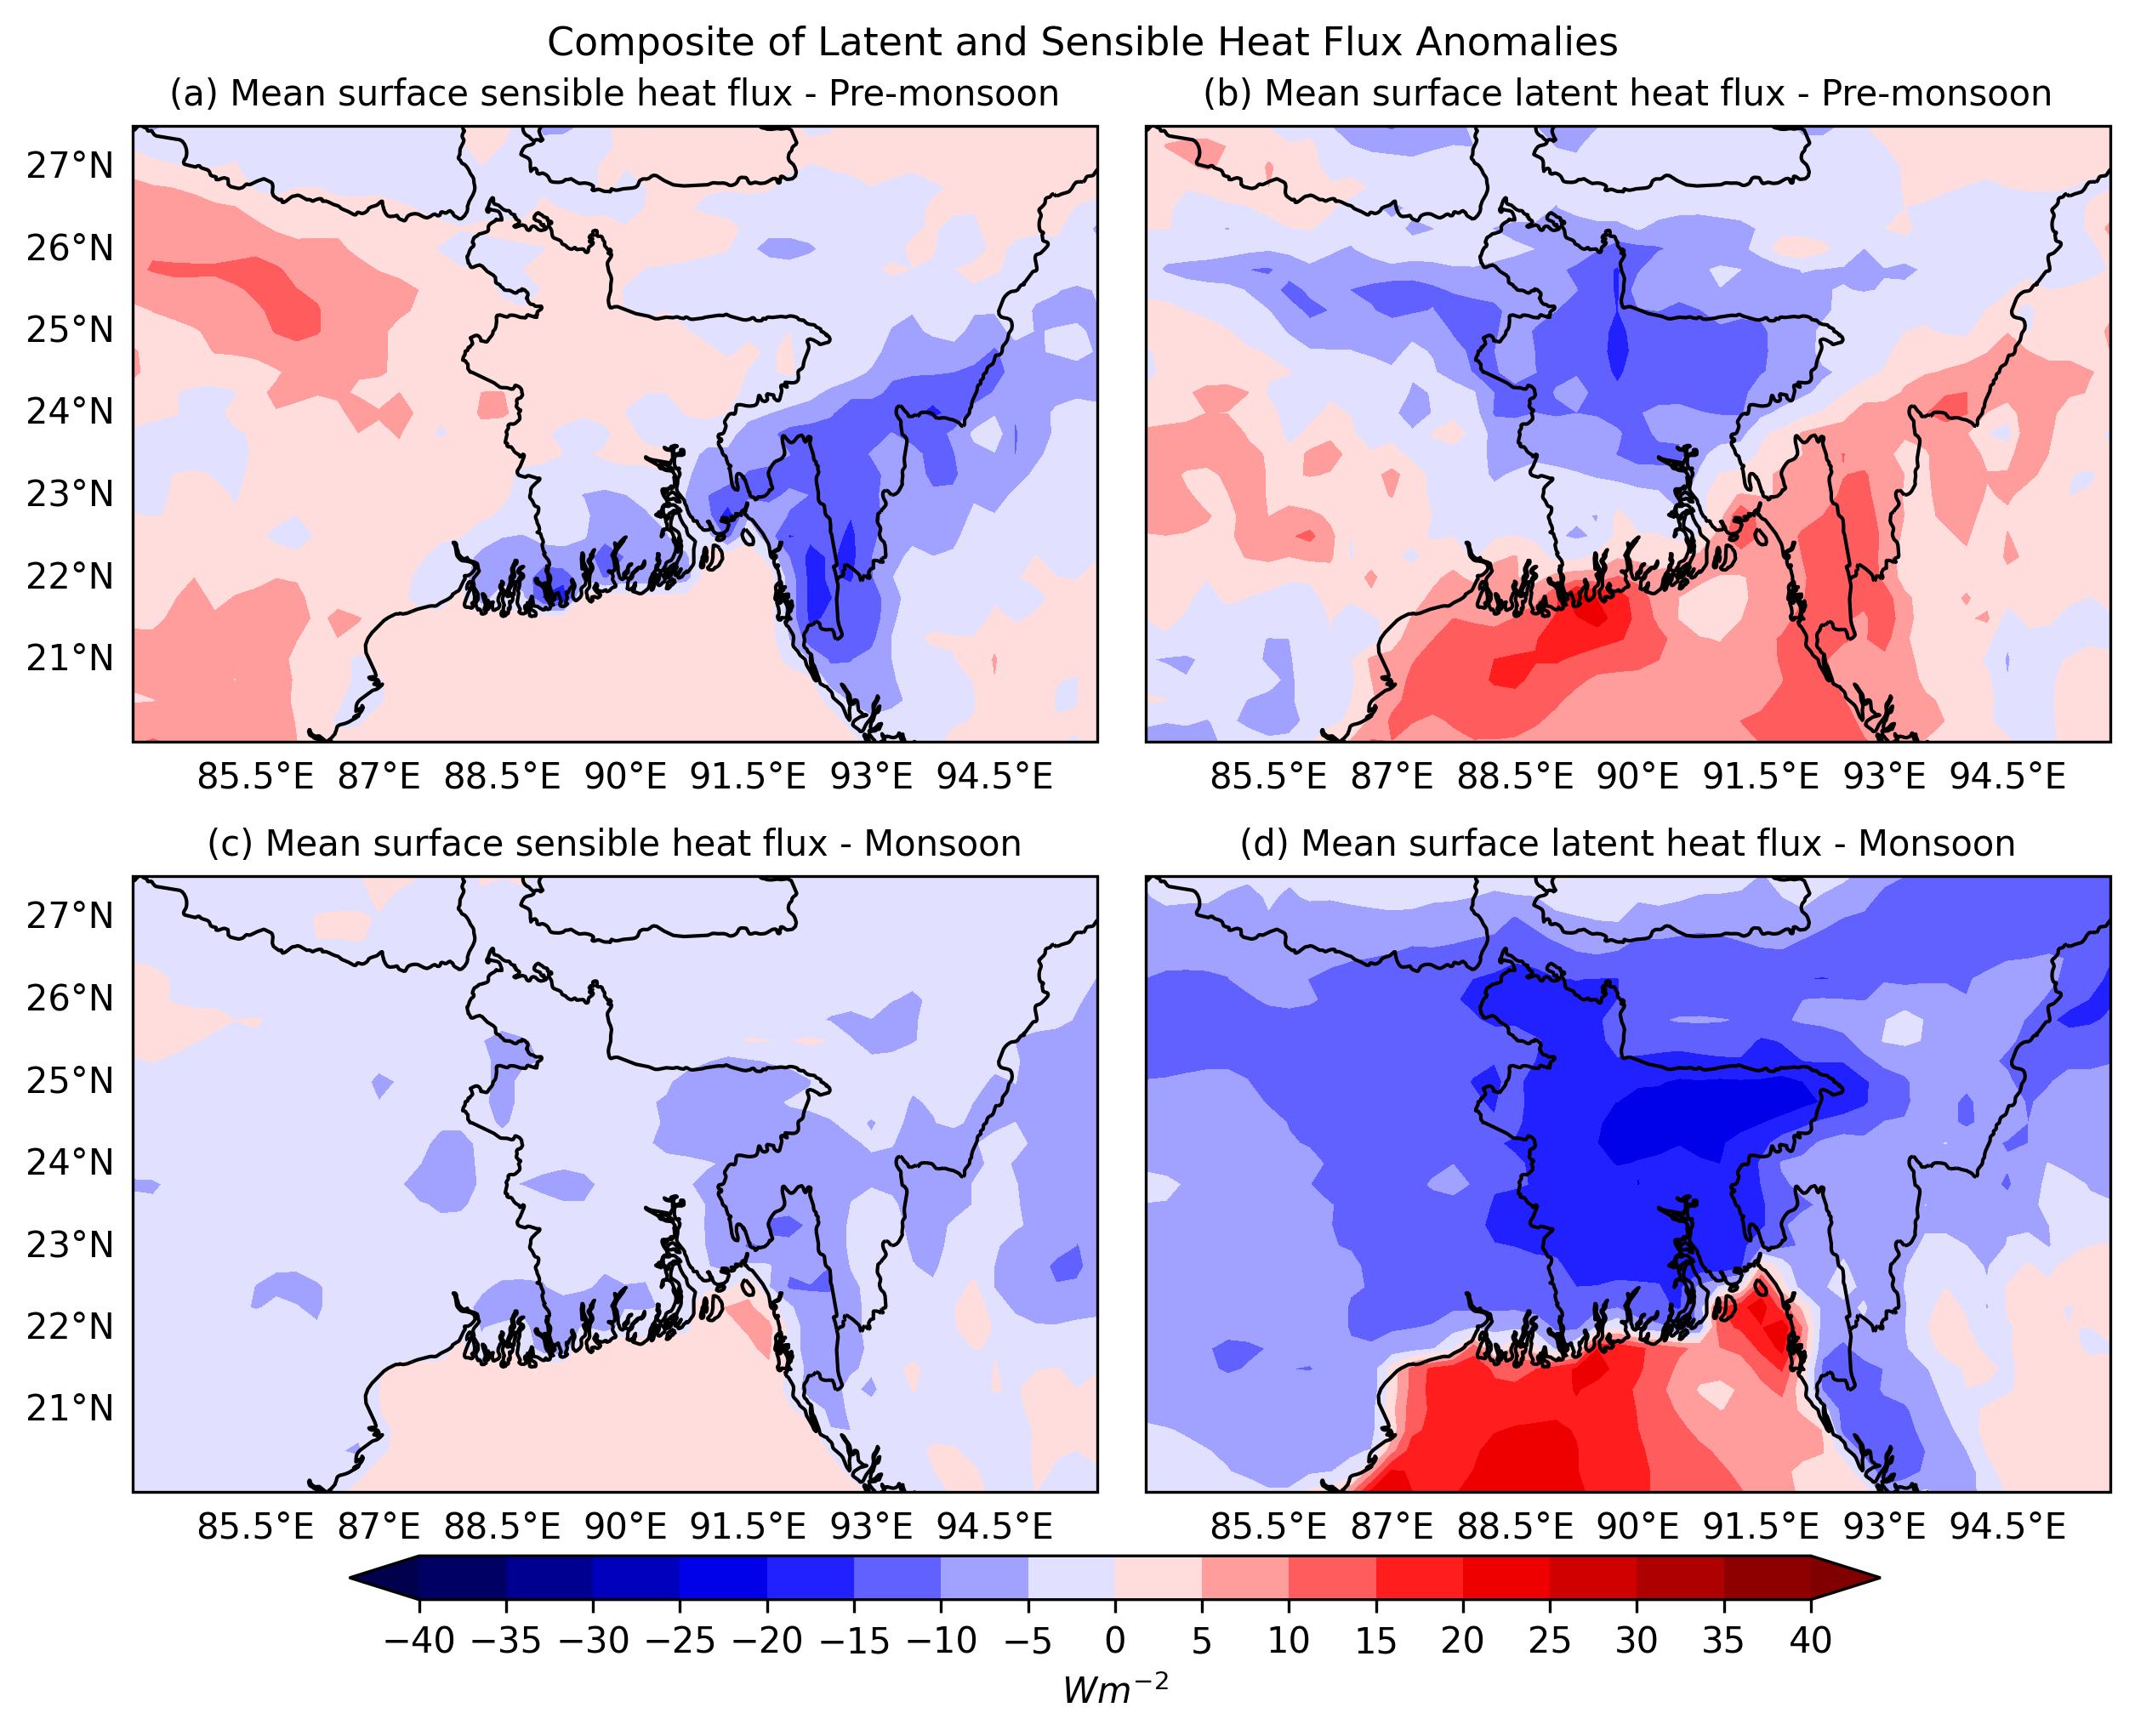 Composite of Latent and Sensible Heat Flux Anomalies
(a) Mean surface sensible heat flux - Pre-monsoon
(b) Mean surface latent heat flux - Pre-monsoon
27°N
26°N
25°N
24°N
23°N
22°N
21°N
85.5°E 87°E 88.5°E 90°E 91.5°E 93°E 94.5°E
85.5°E 87°E 88.5°E 90°E 91.5°E 93°E 94.5°E
(c) Mean surface sensible heat flux - Monsoon
(d) Mean surface latent heat flux - Monsoon
27°N
26°N
25°N
24°N
23°N
22°N
21°N
85.5°E 87°E 88.5°E 90°E 91.5°E 93°E 94.5°E
85.5°E 87°E 88.5°E 90°E 91.5°E 93°E 94.5°E
−40 −35 −30 −25 −20 −15 −10 −5 0 5 10 15 20 25 30 35 40
Wm⁻²